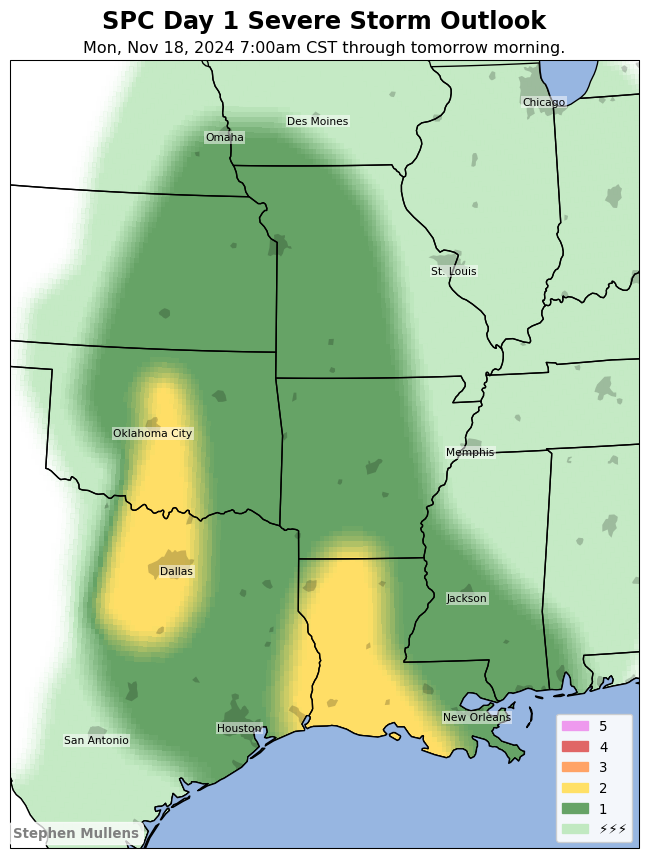 SPC Day 1 Severe Storm Outlook
Mon, Nov 18, 2024 7:00am CST through tomorrow morning.
Chicago
Des Moines
Omaha
St. Louis
Oklahoma City
Memphis
Dallas
Jackson
New Orleans
Houston
San Antonio
5
4
3
2
1
⚡⚡⚡
Stephen Mullens